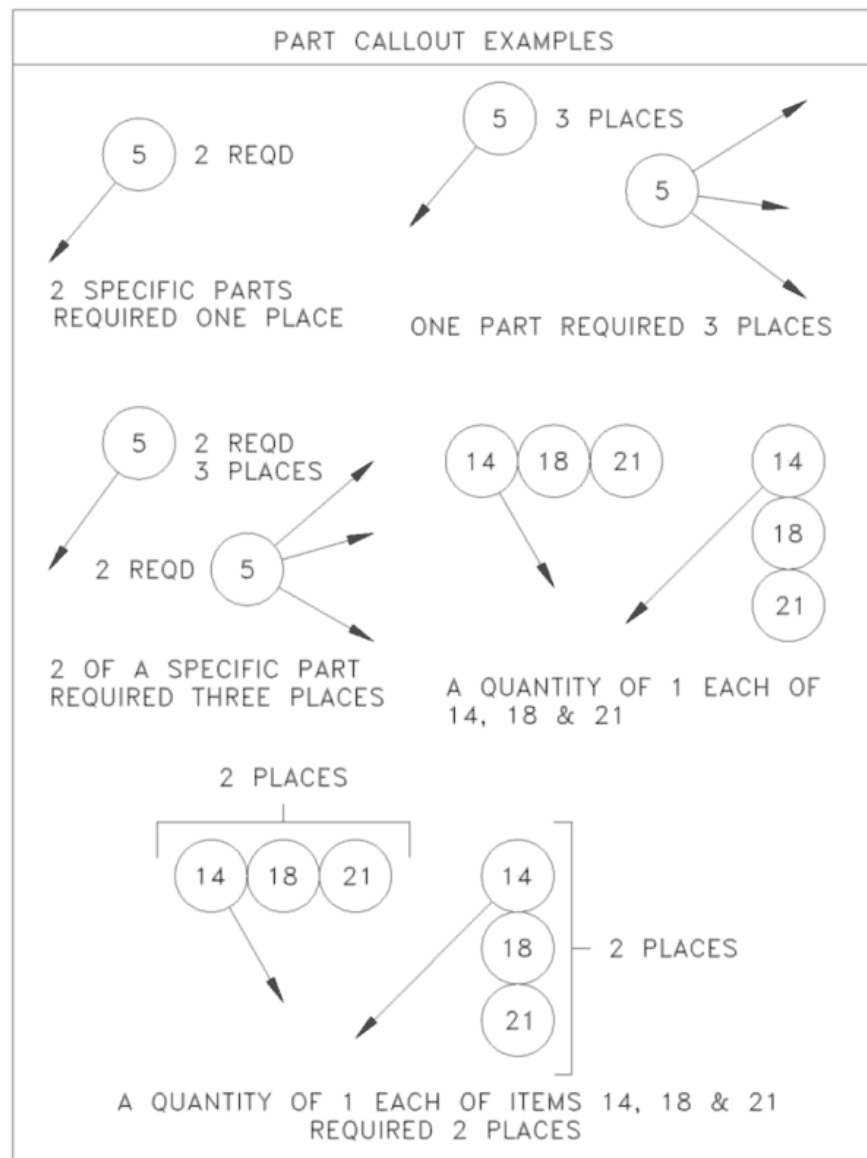 PART CALLOUT EXAMPLES
5 2 REQD
2 SPECIFIC PARTS
REQUIRED ONE PLACE
5 3 PLACES
5
ONE PART REQUIRED 3 PLACES
5 2 REQD
3 PLACES
2 REQD 5
2 OF A SPECIFIC PART
REQUIRED THREE PLACES
14 18 21
14
18
21
A QUANTITY OF 1 EACH OF
14, 18 & 21
2 PLACES
14 18 21
14
18
21
2 PLACES
A QUANTITY OF 1 EACH OF ITEMS 14, 18 & 21
REQUIRED 2 PLACES